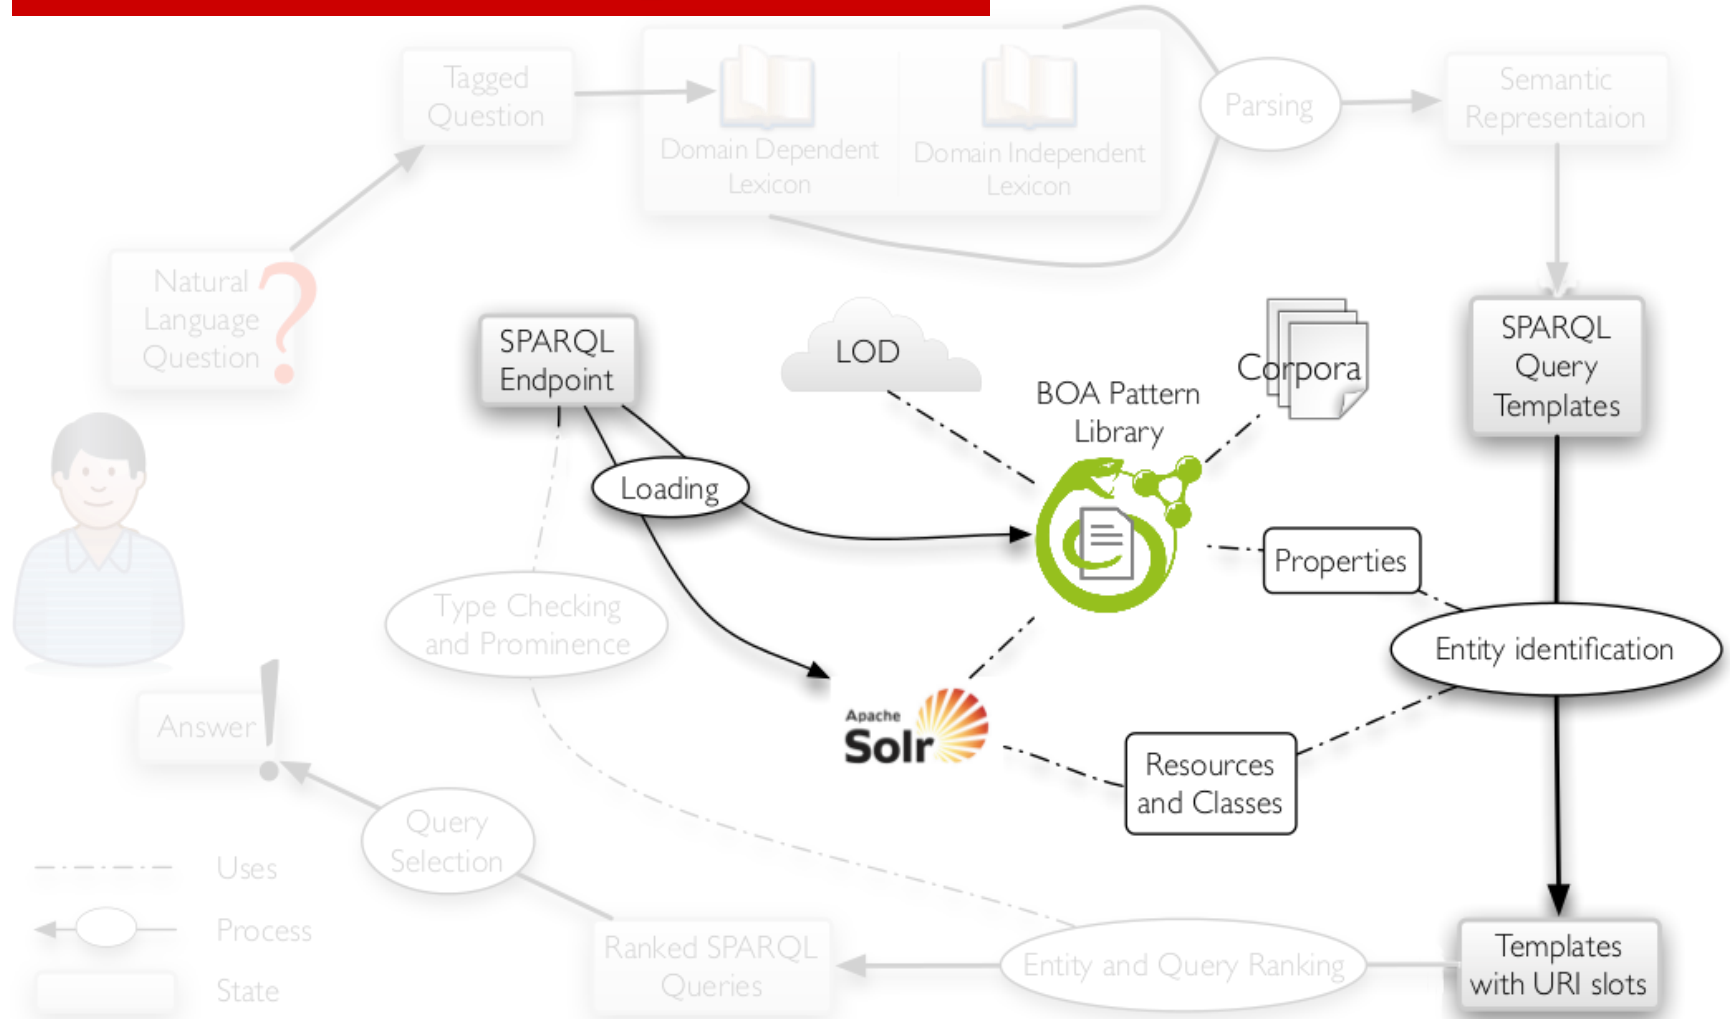 Tagged
Question
Domain Dependent
Lexicon
Domain Independent
Lexicon
Parsing
Semantic
Representaion
Natural
Language
Question
?
SPARQL
Endpoint
LOD
Corpora
BOA Pattern
Library
SPARQL
Query
Templates
Loading
Properties
Type Checking
and Prominence
Entity identification
Apache
Solr
Resources
and Classes
Answer
!
Query
Selection
Uses
Process
State
Ranked SPARQL
Queries
Entity and Query Ranking
Templates
with URI slots